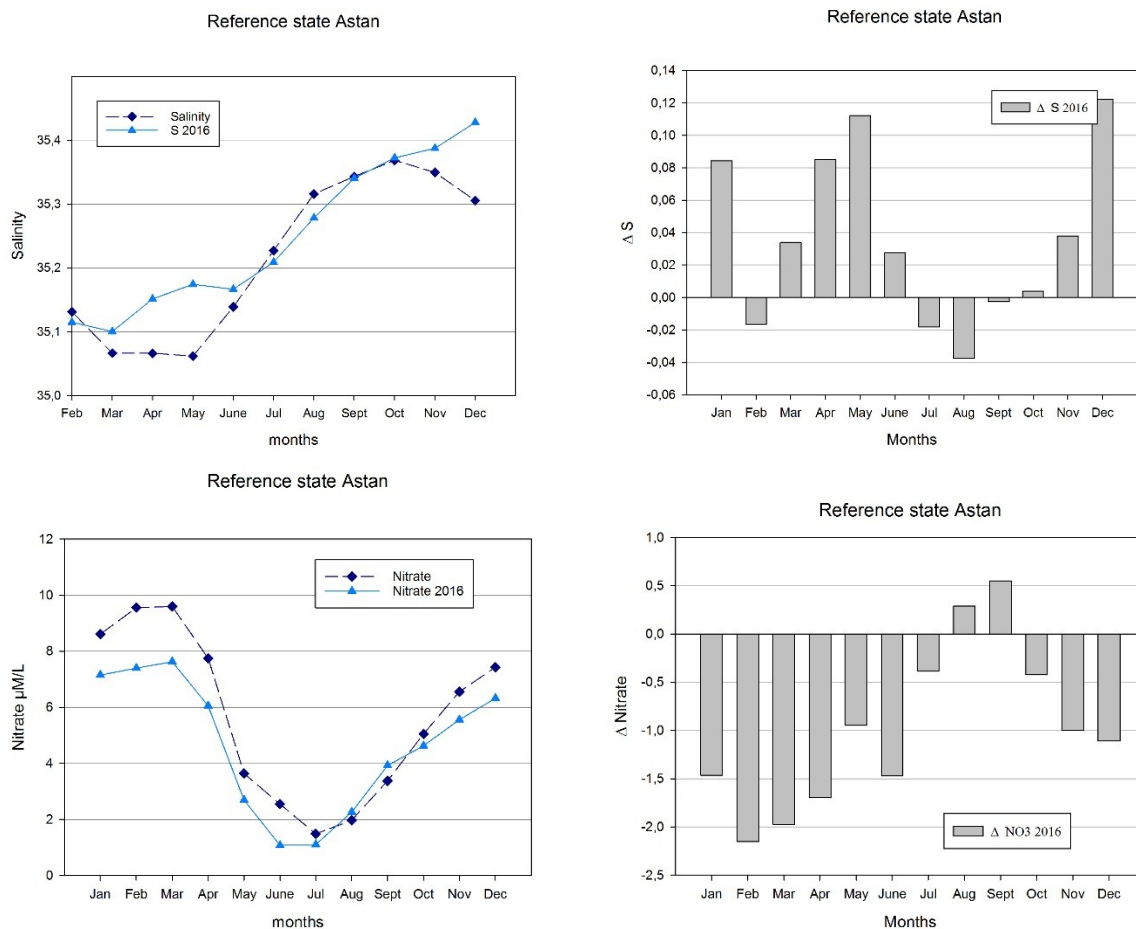 Reference state Astan
Salinity
S 2016
35,4
35,3
35,2
35,1
35,0
Salinity
Feb Mar Apr May June Jul Aug Sept Oct Nov Dec
months
Reference state Astan
0,14
0,12
0,10
0,08
0,06
0,04
0,02
0,00
-0,02
-0,04
-0,06
Δ S
Δ S 2016
Jan Feb Mar Apr May June Jul Aug Sept Oct Nov Dec
Months
Reference state Astan
12
10
8
6
4
2
0
Nitrate µM/L
Nitrate
Nitrate 2016
Jan Feb Mar Apr May June Jul Aug Sept Oct Nov Dec
months
Reference state Astan
1,0
0,5
0,0
-0,5
-1,0
-1,5
-2,0
-2,5
Δ Nitrate
Δ NO3 2016
Jan Feb Mar Apr May June Jul Aug Sept Oct Nov Dec
Months